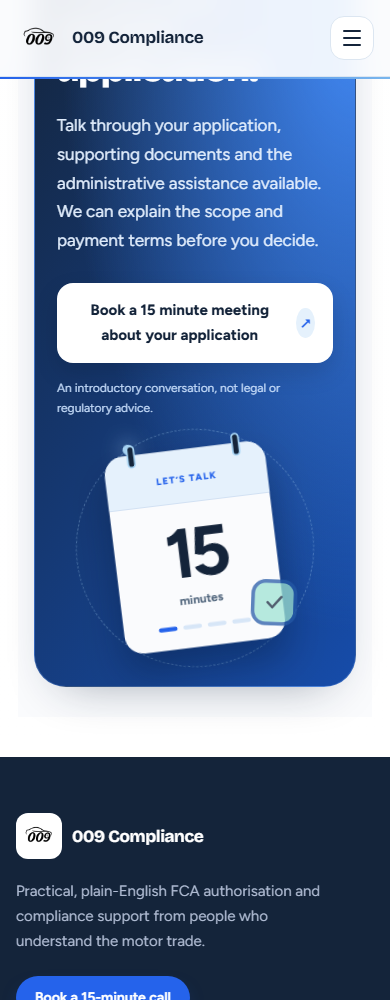 009 009 Compliance
application.
Talk through your application,
supporting documents and the
administrative assistance available.
We can explain the scope and
payment terms before you decide.
Book a 15 minute meeting
about your application
An introductory conversation, not legal or
regulatory advice.
LET'S TALK
15
minutes
009 009 Compliance
Practical, plain-English FCA authorisation and
compliance support from people who
understand the motor trade.
Book a 15-minute call